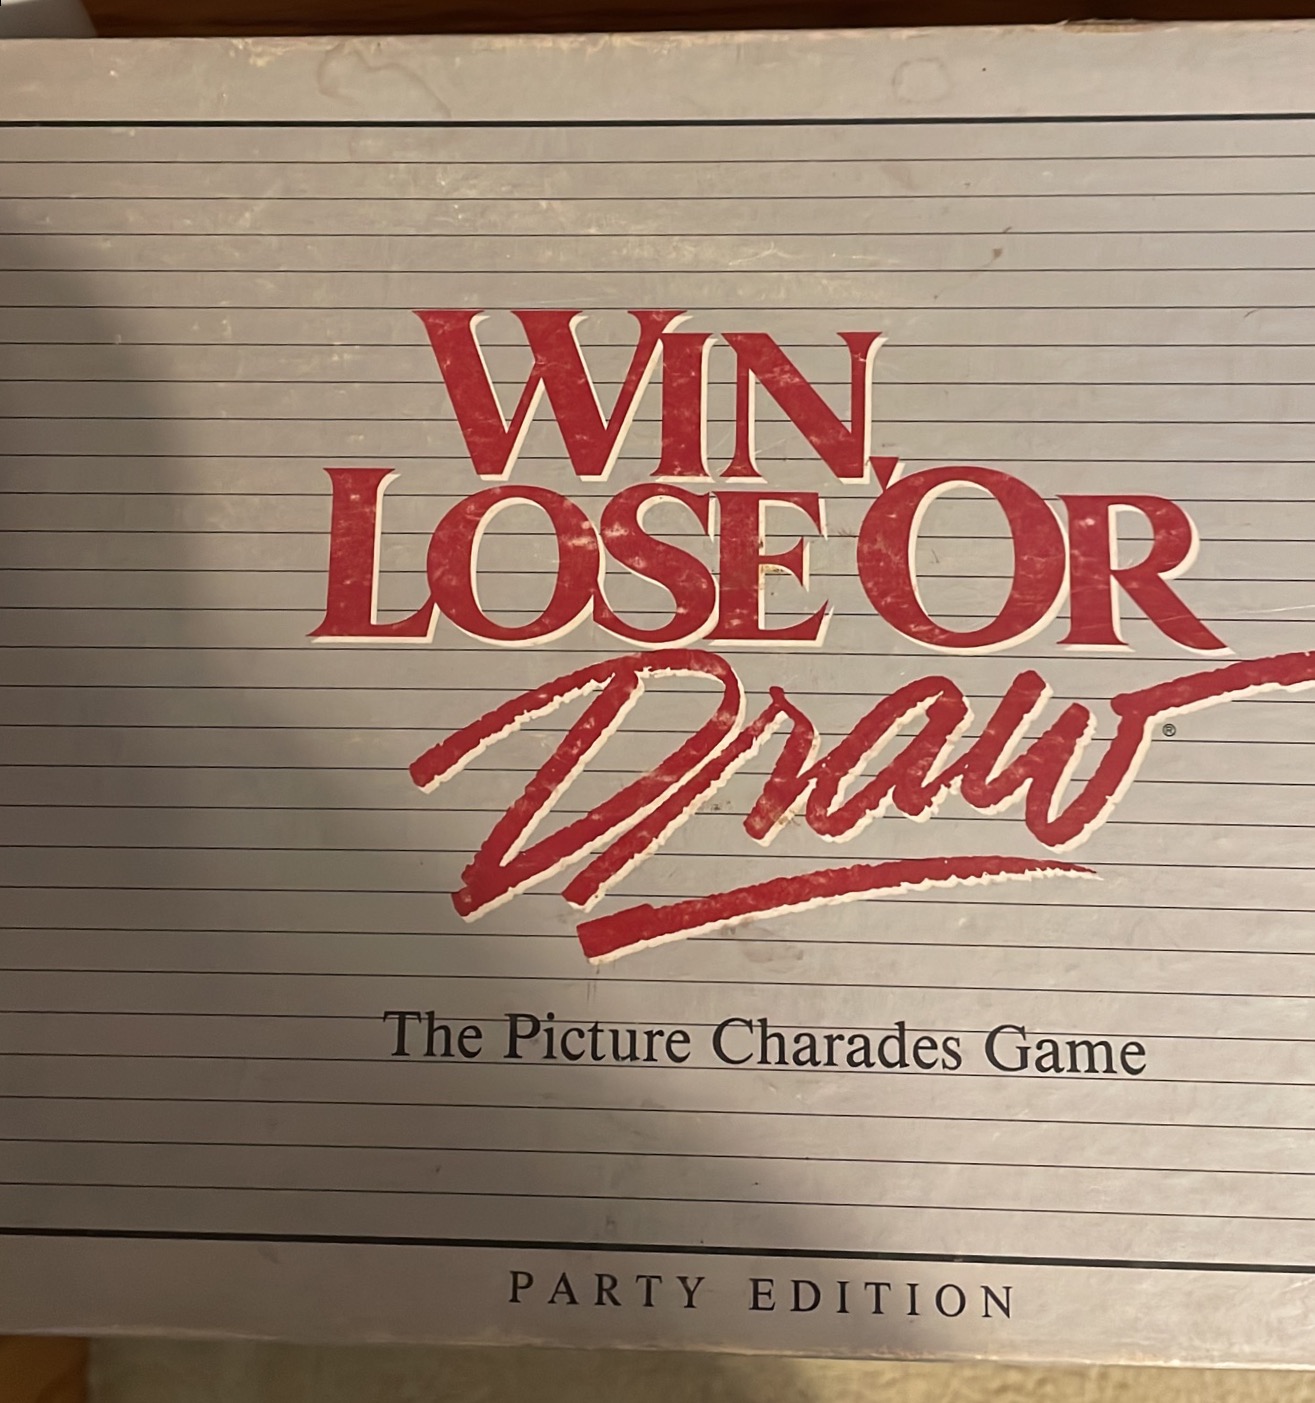 WIN,
LOSE OR
Draw®
The Picture Charades Game
PARTY EDITION